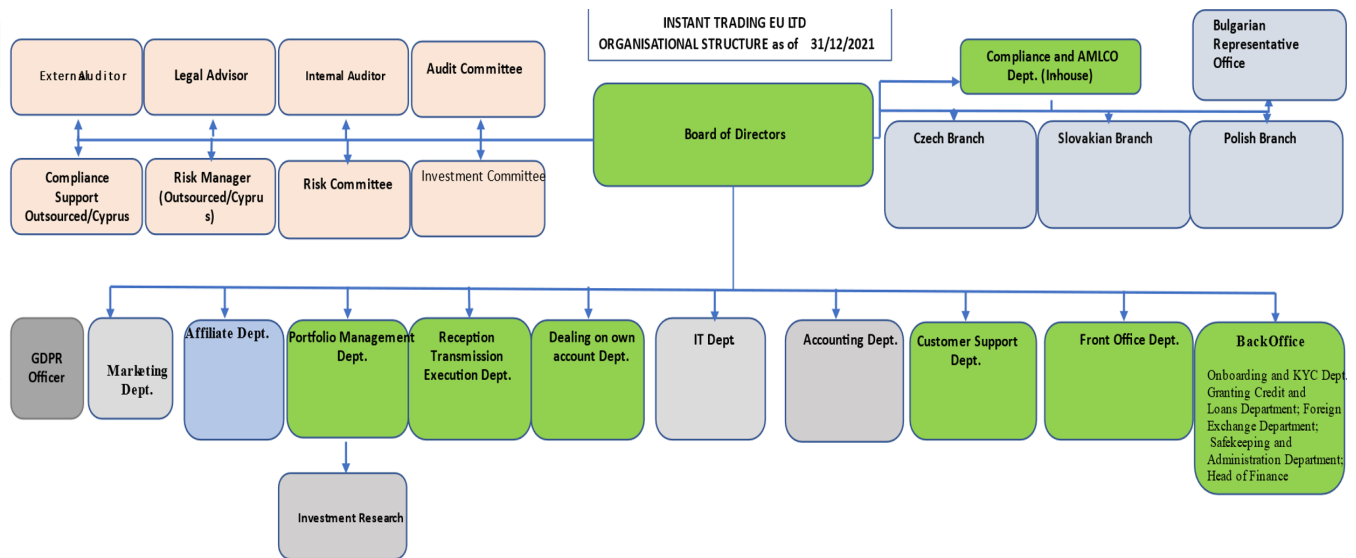 INSTANT TRADING EU LTD
ORGANISATIONAL STRUCTURE as of 31/12/2021
External Auditor
Legal Advisor
Internal Auditor
Audit Committee
Compliance and AMLCO
Dept. (Inhouse)
Bulgarian
Representative
Office
Board of Directors
Czech Branch
Slovakian Branch
Polish Branch
Compliance
Support
Outsourced/Cyprus
Risk Manager
(Outsourced/Cypru
s)
Risk Committee
Investment Committee
GDPR
Officer
Marketing
Dept.
Affiliate Dept.
Portfolio Management
Dept.
Reception
Transmission
Execution Dept.
Dealing on own
account Dept.
IT Dept.
Accounting Dept.
Customer Support
Dept.
Front Office Dept.
BackOffice
Onboarding and KYC Dept.
Granting Credit and
Loans Department; Foreign
Exchange Department;
Safekeeping and
Administration Department;
Head of Finance
Investment Research